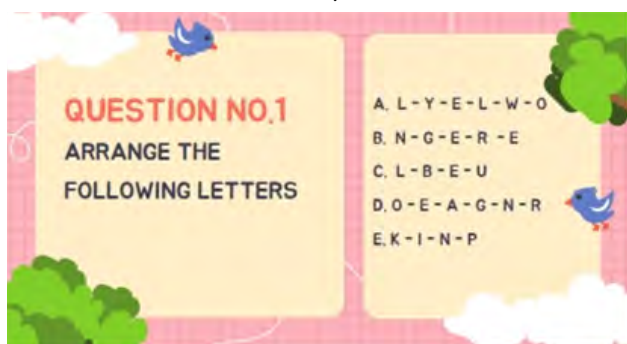 QUESTION NO.1
ARRANGE THE
FOLLOWING LETTERS
A. L-Y-E-L-W-O
B. N-G-E-R -E
C. L-B-E-U
D. O-E-A-G-N-R
E. K-I-N-P